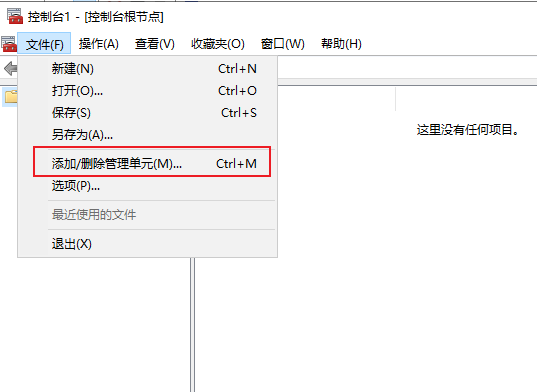 控制台1 - [控制台根节点]
文件(F) 操作(A) 查看(V) 收藏夹(O) 窗口(W) 帮助(H)
新建(N) Ctrl+N
打开(O)... Ctrl+O
保存(S) Ctrl+S
另存为(A)...
添加/删除管理单元(M)... Ctrl+M
选项(P)...
最近使用的文件
退出(X)
这里没有任何项目。